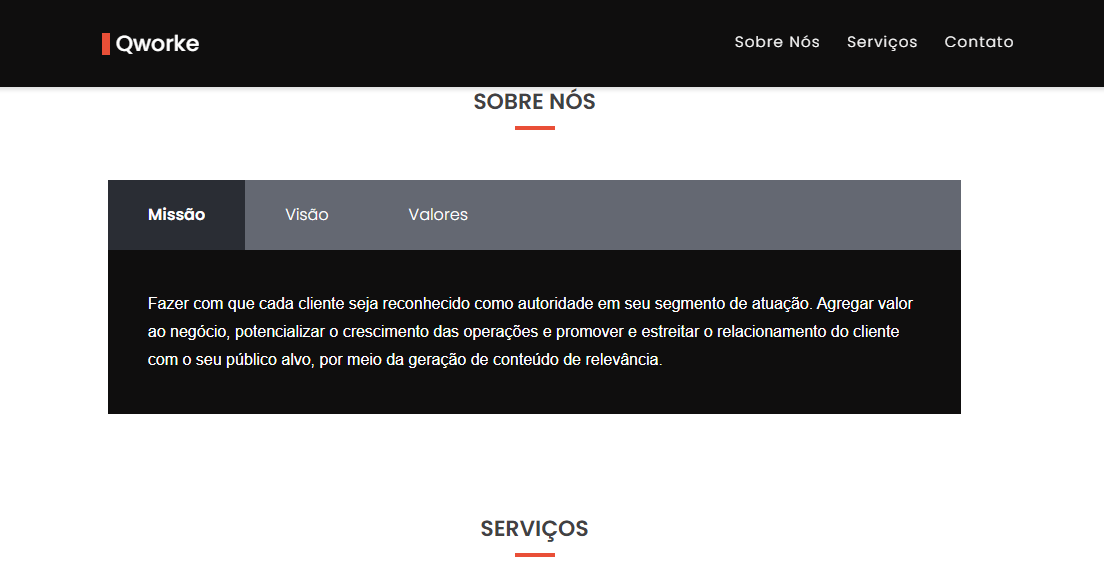 Qworke
Sobre Nós Serviços Contato
SOBRE NÓS
Missão Visão Valores
Fazer com que cada cliente seja reconhecido como autoridade em seu segmento de atuação. Agregar valor
ao negócio, potencializar o crescimento das operações e promover e estreitar o relacionamento do cliente
com o seu público alvo, por meio da geração de conteúdo de relevância.
SERVIÇOS